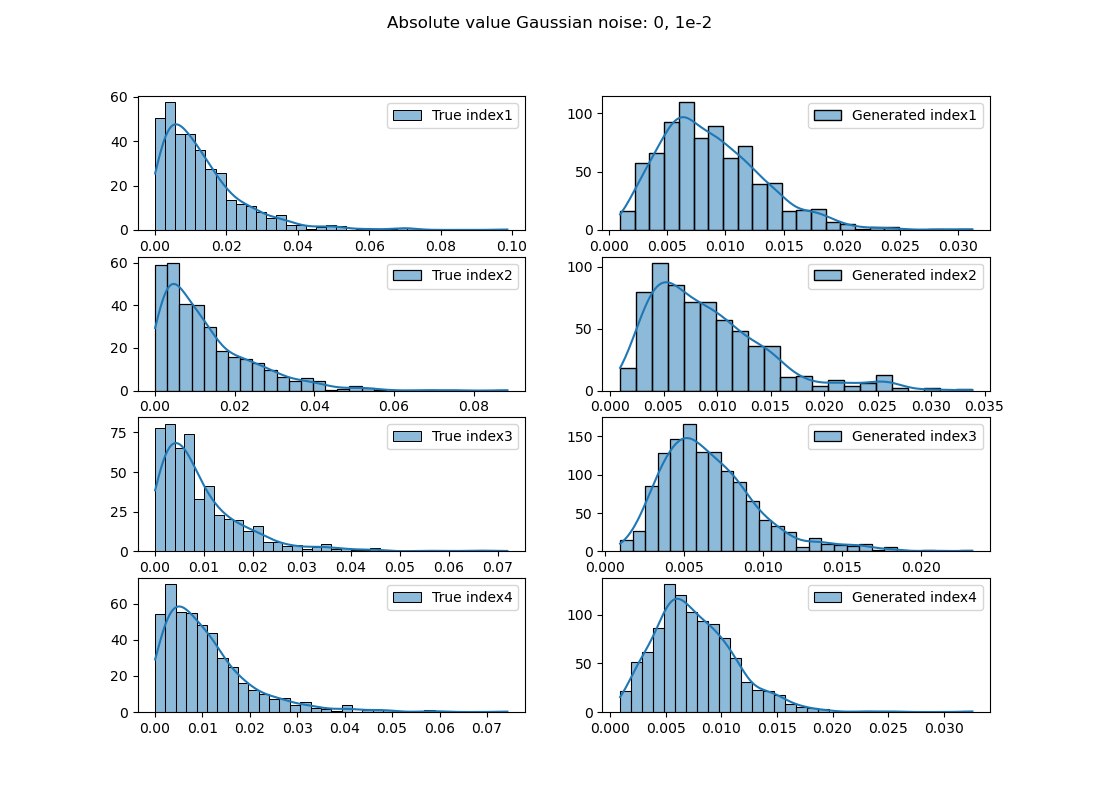 Absolute value Gaussian noise: 0, 1e-2
True index1
60
40
20
0
0.00 0.02 0.04 0.06 0.08 0.10
Generated index1
100
50
0
0.000 0.005 0.010 0.015 0.020 0.025 0.030
True index2
60
40
20
0
0.00 0.02 0.04 0.06 0.08
Generated index2
100
50
0
0.000 0.005 0.010 0.015 0.020 0.025 0.030 0.035
True index3
75
50
25
0
0.00 0.01 0.02 0.03 0.04 0.05 0.06 0.07
Generated index3
150
100
50
0
0.000 0.005 0.010 0.015 0.020
True index4
60
40
20
0
0.00 0.01 0.02 0.03 0.04 0.05 0.06 0.07
Generated index4
100
50
0
0.000 0.005 0.010 0.015 0.020 0.025 0.030